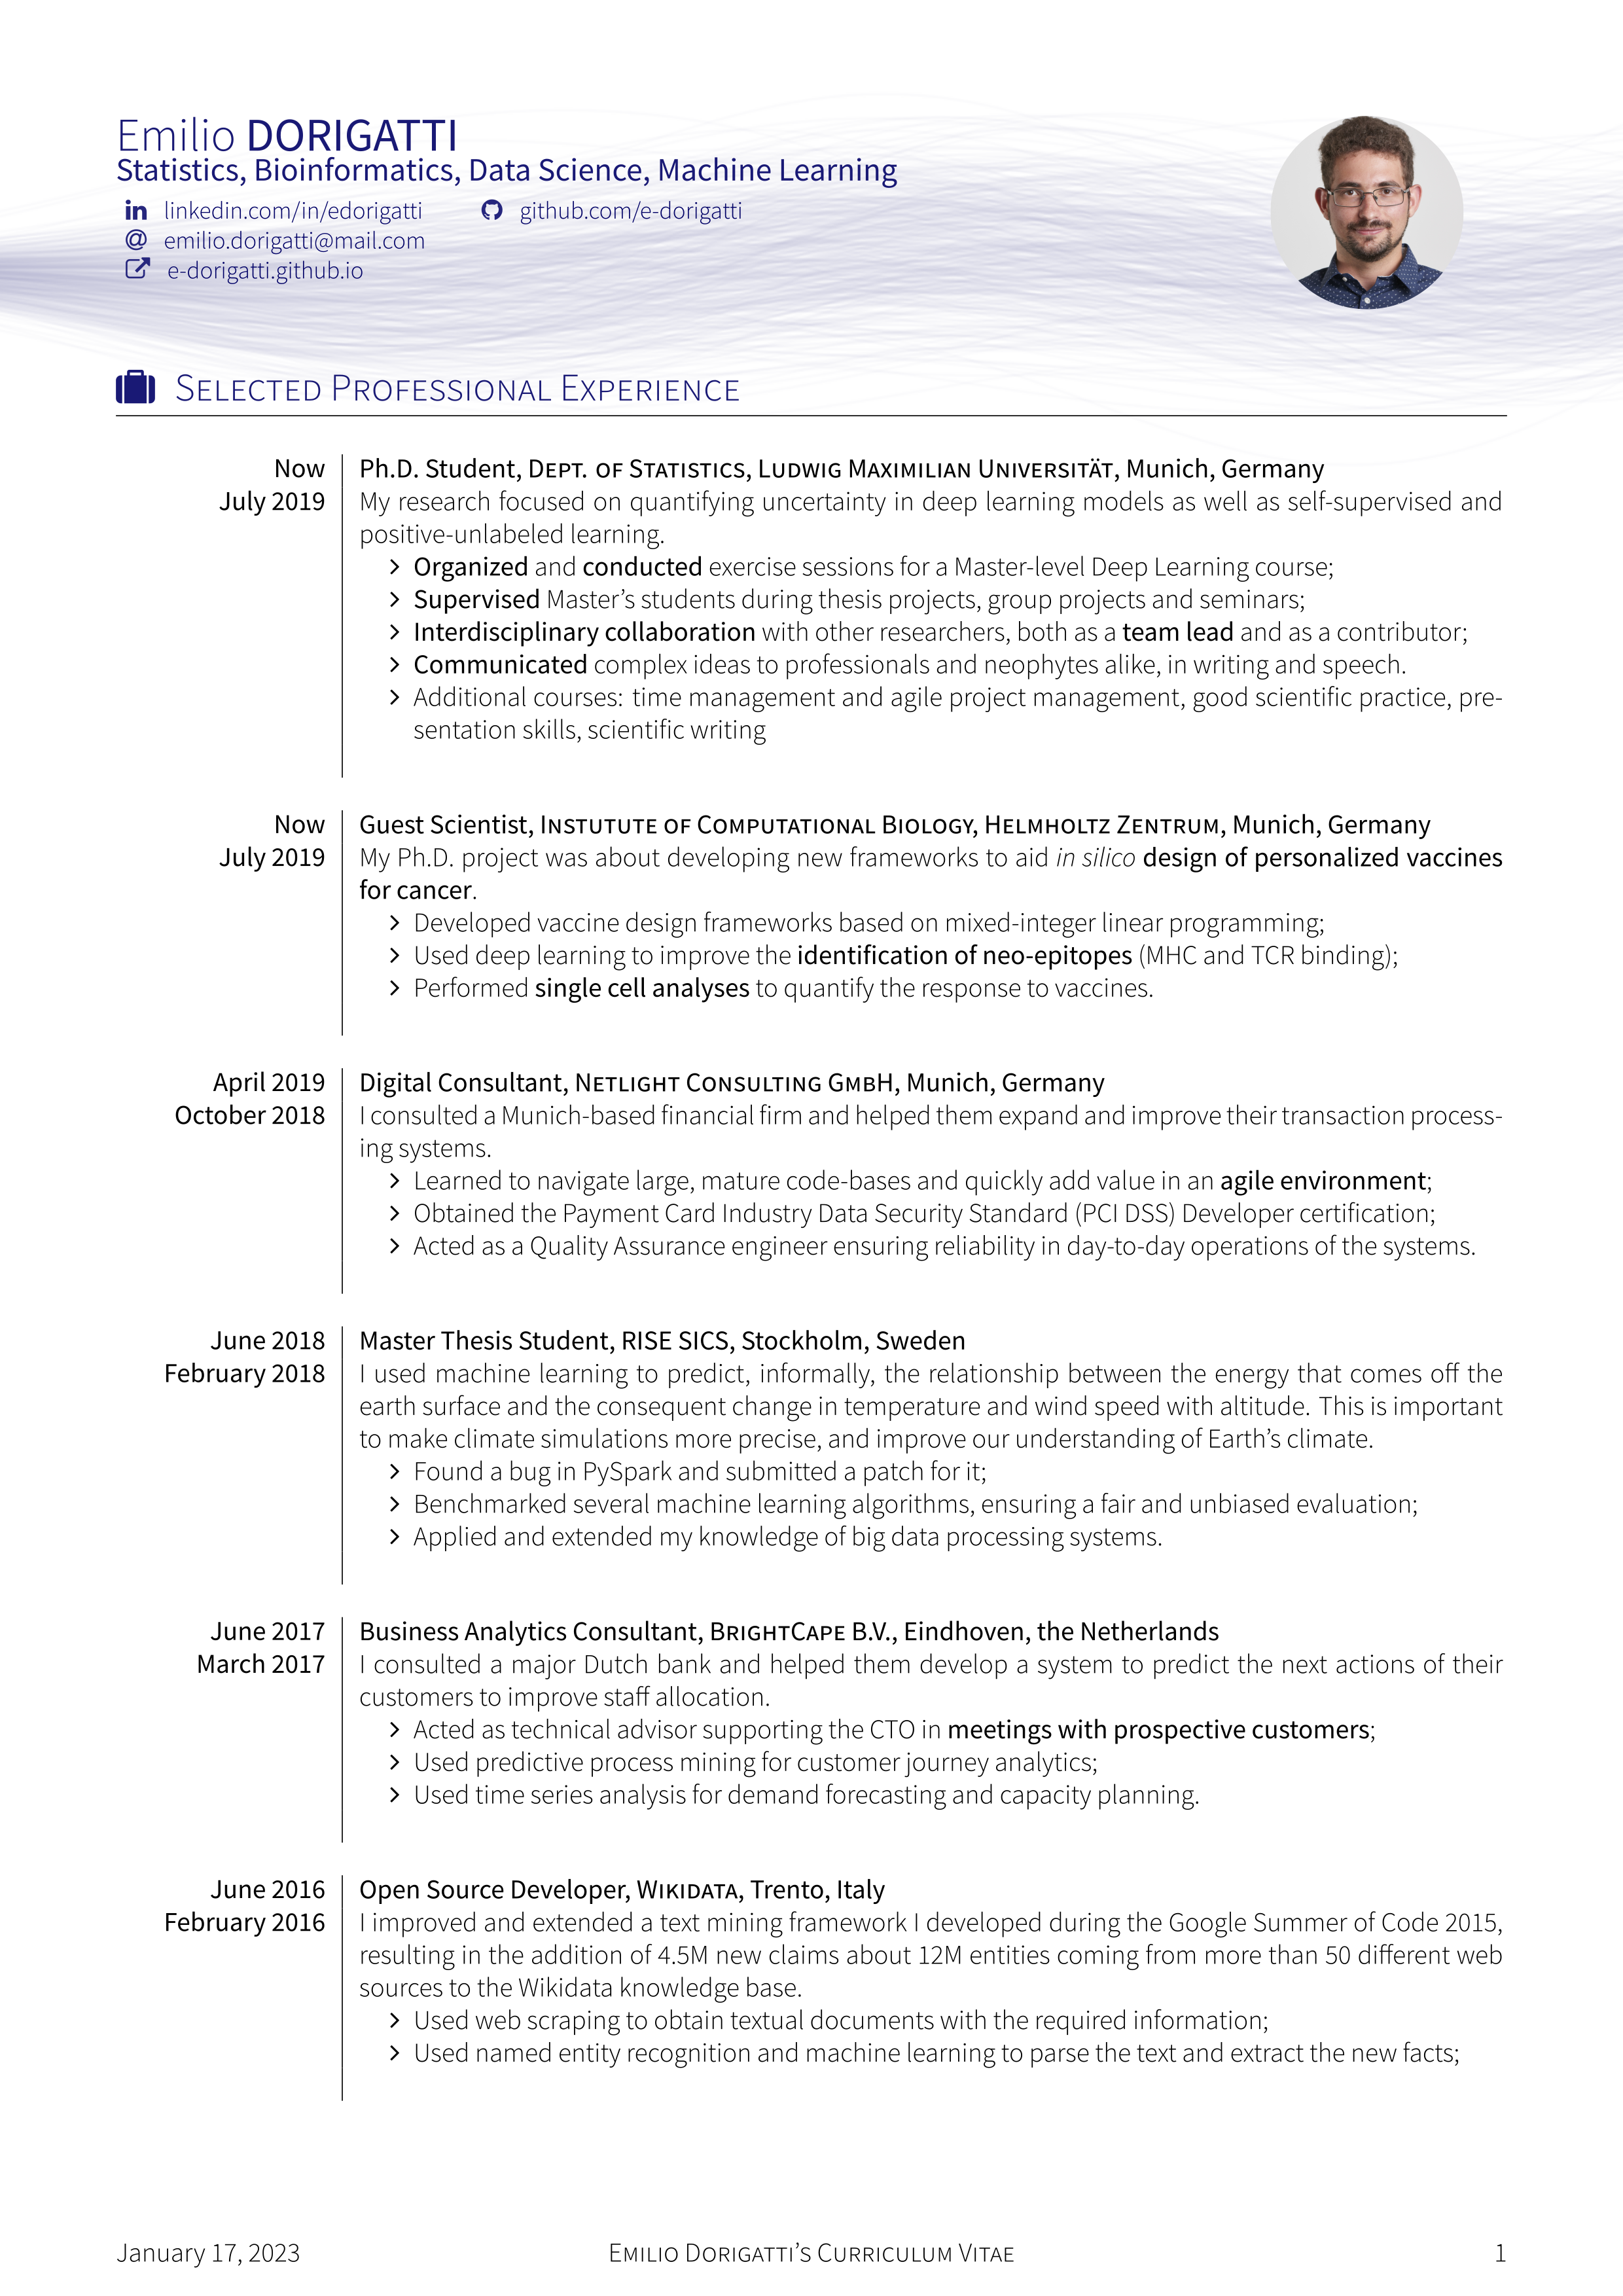 Emilio DORIGATTI
Statistics, Bioinformatics, Data Science, Machine Learning
linkedin.com/in/edorigatti github.com/e-dorigatti
emilio.dorigatti@mail.com
e-dorigatti.github.io
Selected Professional Experience
Now
July 2019
Ph.D. Student, Dept. of Statistics, Ludwig Maximilian Universität, Munich, Germany
My research focused on quantifying uncertainty in deep learning models as well as self-supervised and
positive-unlabeled learning.
Organized and conducted exercise sessions for a Master-level Deep Learning course;
Supervised Master's students during thesis projects, group projects and seminars;
Interdisciplinary collaboration with other researchers, both as a team lead and as a contributor;
Communicated complex ideas to professionals and neophytes alike, in writing and speech.
Additional courses: time management and agile project management, good scientific practice, pre-
sentation skills, scientific writing
Now
July 2019
Guest Scientist, Instutute of Computational Biology, Helmholtz Zentrum, Munich, Germany
My Ph.D. project was about developing new frameworks to aid in silico design of personalized vaccines
for cancer.
Developed vaccine design frameworks based on mixed-integer linear programming;
Used deep learning to improve the identification of neo-epitopes (MHC and TCR binding);
Performed single cell analyses to quantify the response to vaccines.
April 2019
October 2018
Digital Consultant, Netlight Consulting GmbH, Munich, Germany
I consulted a Munich-based financial firm and helped them expand and improve their transaction process-
ing systems.
Learned to navigate large, mature code-bases and quickly add value in an agile environment;
Obtained the Payment Card Industry Data Security Standard (PCI DSS) Developer certification;
Acted as a Quality Assurance engineer ensuring reliability in day-to-day operations of the systems.
June 2018
February 2018
Master Thesis Student, RISE SICS, Stockholm, Sweden
I used machine learning to predict, informally, the relationship between the energy that comes off the
earth surface and the consequent change in temperature and wind speed with altitude. This is important
to make climate simulations more precise, and improve our understanding of Earth's climate.
Found a bug in PySpark and submitted a patch for it;
Benchmarked several machine learning algorithms, ensuring a fair and unbiased evaluation;
Applied and extended my knowledge of big data processing systems.
June 2017
March 2017
Business Analytics Consultant, BrightCape B.V., Eindhoven, the Netherlands
I consulted a major Dutch bank and helped them develop a system to predict the next actions of their
customers to improve staff allocation.
Acted as technical advisor supporting the CTO in meetings with prospective customers;
Used predictive process mining for customer journey analytics;
Used time series analysis for demand forecasting and capacity planning.
June 2016
February 2016
Open Source Developer, Wikidata, Trento, Italy
I improved and extended a text mining framework I developed during the Google Summer of Code 2015,
resulting in the addition of 4.5M new claims about 12M entities coming from more than 50 different web
sources to the Wikidata knowledge base.
Used web scraping to obtain textual documents with the required information;
Used named entity recognition and machine learning to parse the text and extract the new facts;
January 17, 2023 Emilio Dorigatti's Curriculum Vitae 1